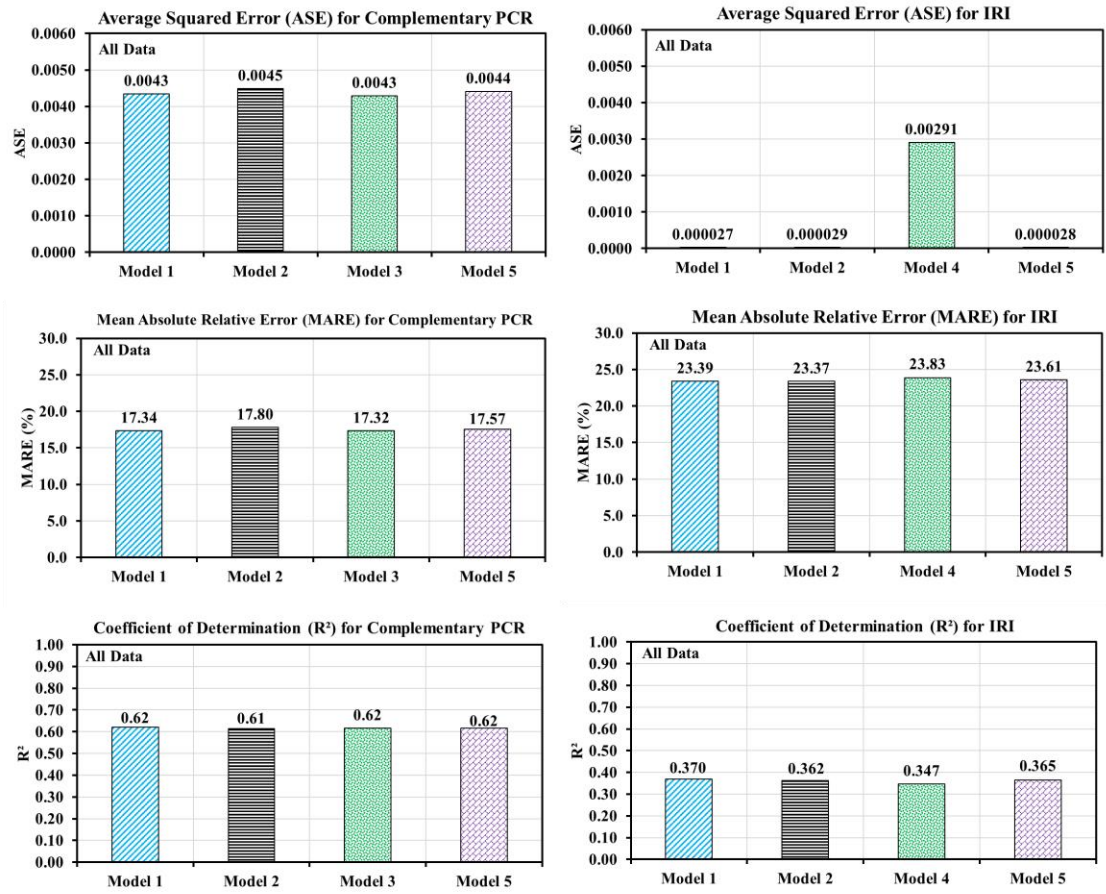 Average Squared Error (ASE) for Complementary PCR
0.0060
0.0050
0.0040
0.0030
0.0020
0.0010
0.0000
ASE
All Data
0.0043
0.0045
0.0043
0.0044
Model 1
Model 2
Model 3
Model 5
Average Squared Error (ASE) for IRI
0.0060
0.0050
0.0040
0.0030
0.0020
0.0010
0.0000
ASE
All Data
0.000027
0.000029
0.00291
0.000028
Model 1
Model 2
Model 4
Model 5
Mean Absolute Relative Error (MARE) for Complementary PCR
30.0
25.0
20.0
15.0
10.0
5.0
0.0
MARE (%)
All Data
17.34
17.80
17.32
17.57
Model 1
Model 2
Model 3
Model 5
Mean Absolute Relative Error (MARE) for IRI
30.0
25.0
20.0
15.0
10.0
5.0
0.0
MARE (%)
All Data
23.39
23.37
23.83
23.61
Model 1
Model 2
Model 4
Model 5
Coefficient of Determination (R²) for Complementary PCR
1.00
0.90
0.80
0.70
0.60
0.50
0.40
0.30
0.20
0.10
0.00
R²
All Data
0.62
0.61
0.62
0.62
Model 1
Model 2
Model 3
Model 5
Coefficient of Determination (R²) for IRI
1.00
0.90
0.80
0.70
0.60
0.50
0.40
0.30
0.20
0.10
0.00
R²
All Data
0.370
0.362
0.347
0.365
Model 1
Model 2
Model 4
Model 5